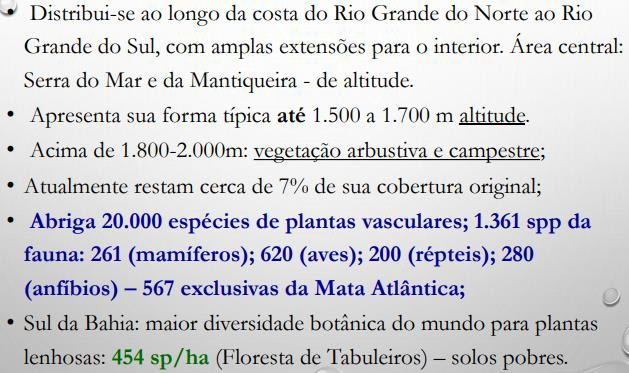 • Distribui-se ao longo da costa do Rio Grande do Norte ao Rio
Grande do Sul, com amplas extensões para o interior. Área central:
Serra do Mar e da Mantiqueira - de altitude.
• Apresenta sua forma típica até 1.500 a 1.700 m altitude.
• Acima de 1.800-2.000m: vegetação arbustiva e campestre;
• Atualmente restam cerca de 7% de sua cobertura original;
• Abriga 20.000 espécies de plantas vasculares; 1.361 spp da
fauna: 261 (mamíferos); 620 (aves); 200 (répteis); 280
(anfíbios) – 567 exclusivas da Mata Atlântica;
• Sul da Bahia: maior diversidade botânica do mundo para plantas
lenhosas: 454 sp/ha (Floresta de Tabuleiros) – solos pobres.